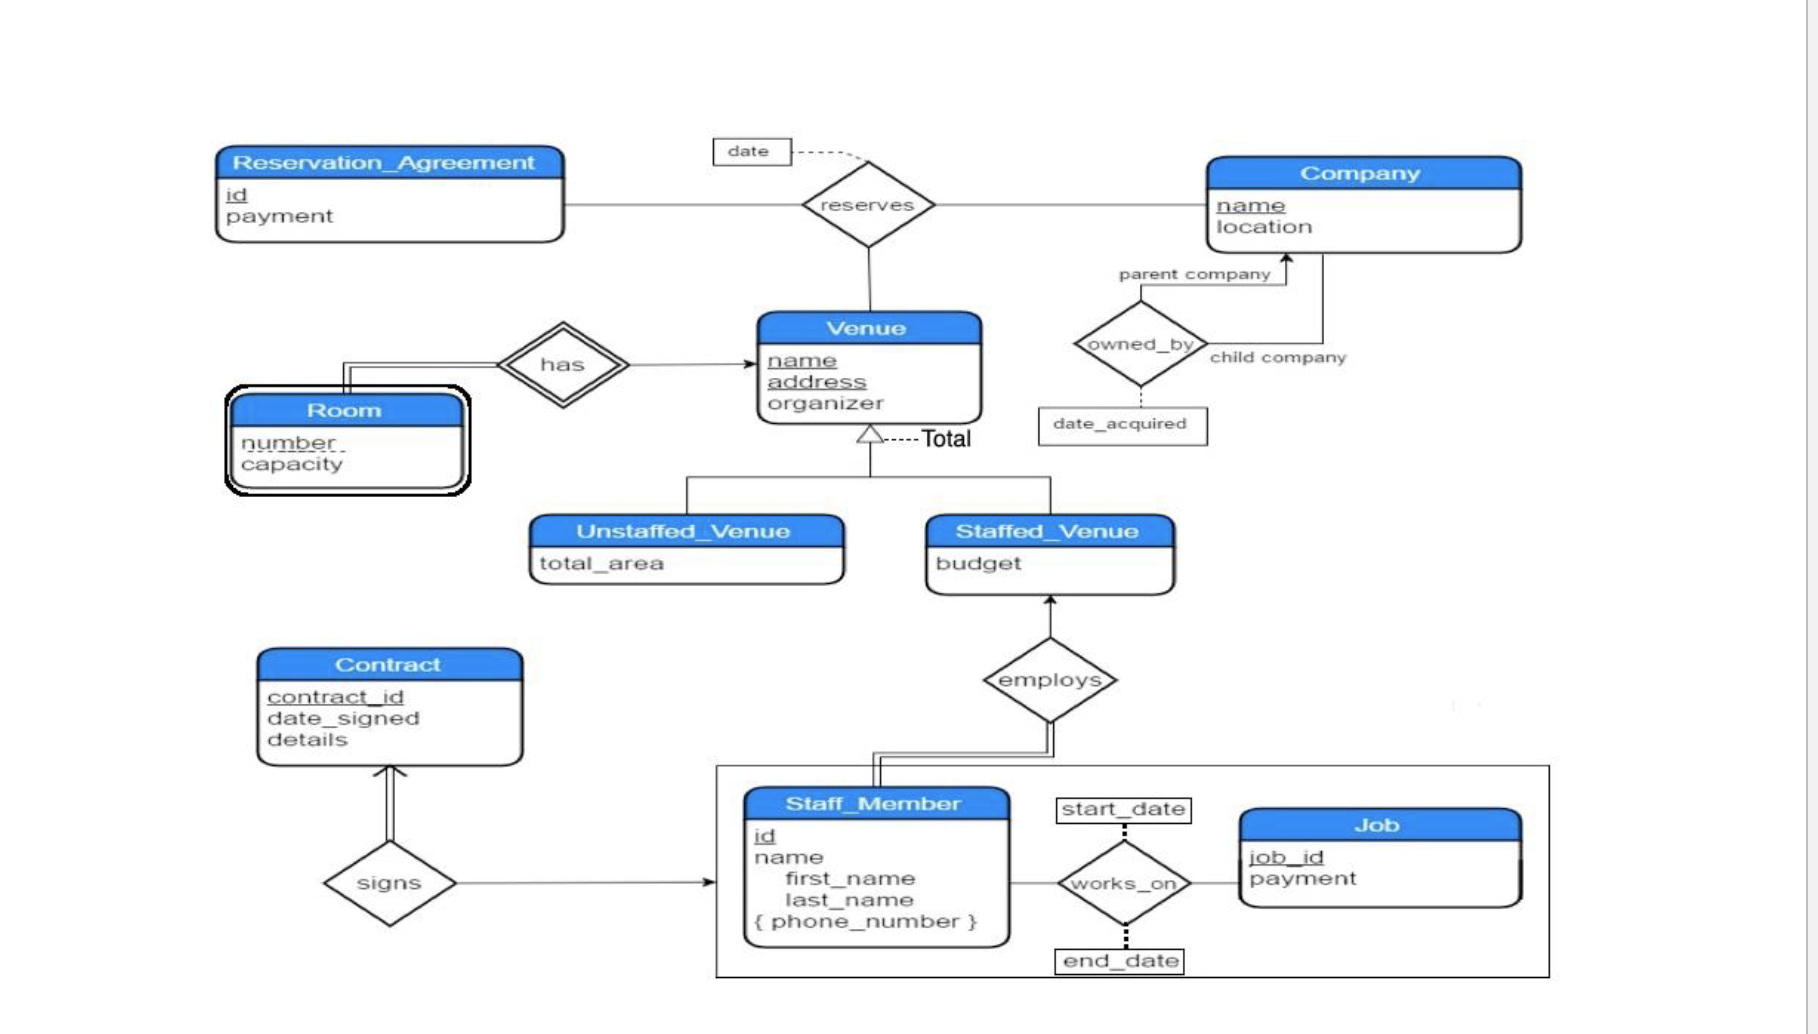 date
Reservation_Agreement
id
payment
reserves
Company
name
location
parent company
owned_by
child company
date_acquired
has
Venue
name
address
organizer
Total
Room
number
capacity
Unstaffed_Venue
total_area
Staffed_Venue
budget
employs
Contract
contract_id
date_signed
details
signs
Staff_Member
id
name
first_name
last_name
{ phone_number }
start_date
works_on
end_date
Job
job_id
payment